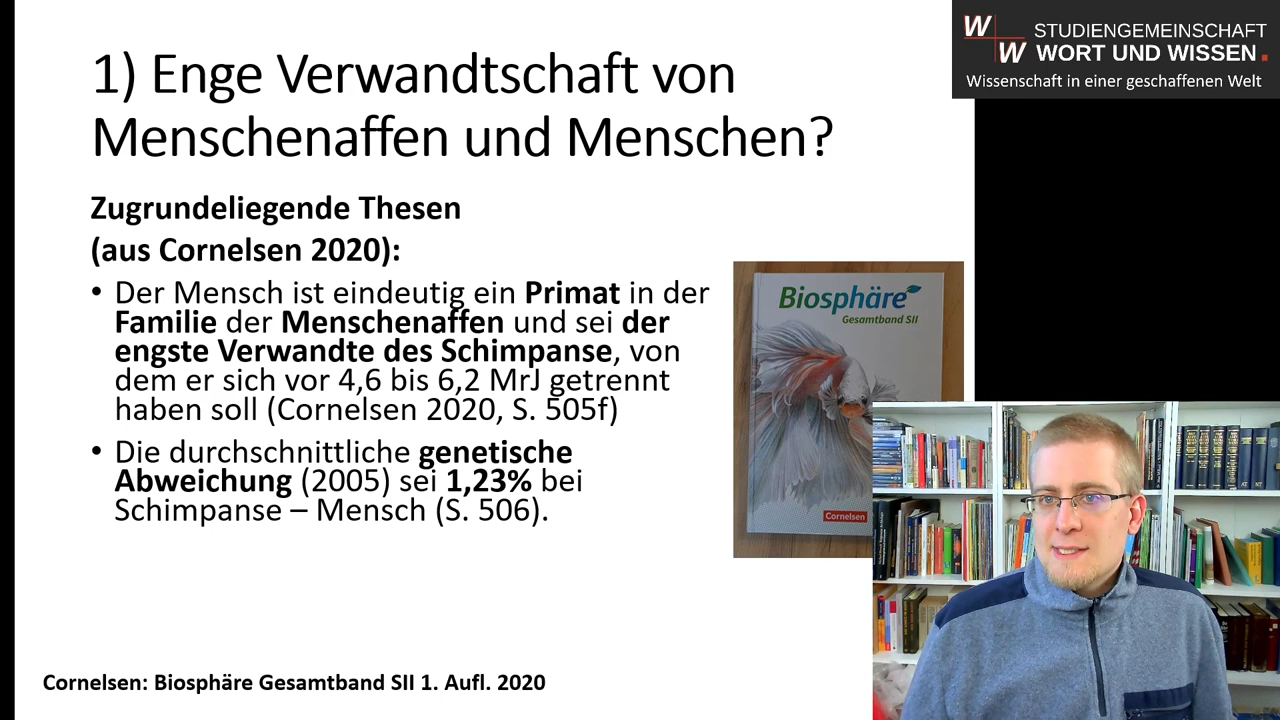 1) Enge Verwandtschaft von
Menschenaffen und Menschen?
Zugrundeliegende Thesen
(aus Cornelsen 2020):
• Der Mensch ist eindeutig ein Primat in der
Familie der Menschenaffen und sei der
engste Verwandte des Schimpanse, von
dem er sich vor 4,6 bis 6,2 MrJ getrennt
haben soll (Cornelsen 2020, S. 505f)
• Die durchschnittliche genetische
Abweichung (2005) sei 1,23% bei
Schimpanse – Mensch (S. 506).
Cornelsen: Biosphäre Gesamtband SII 1. Aufl. 2020
W W
STUDIENGEMEINSCHAFT
WORT UND WISSEN.
Wissenschaft in einer geschaffenen Welt
Biosphäre
Gesamtband SII
Cornelsen